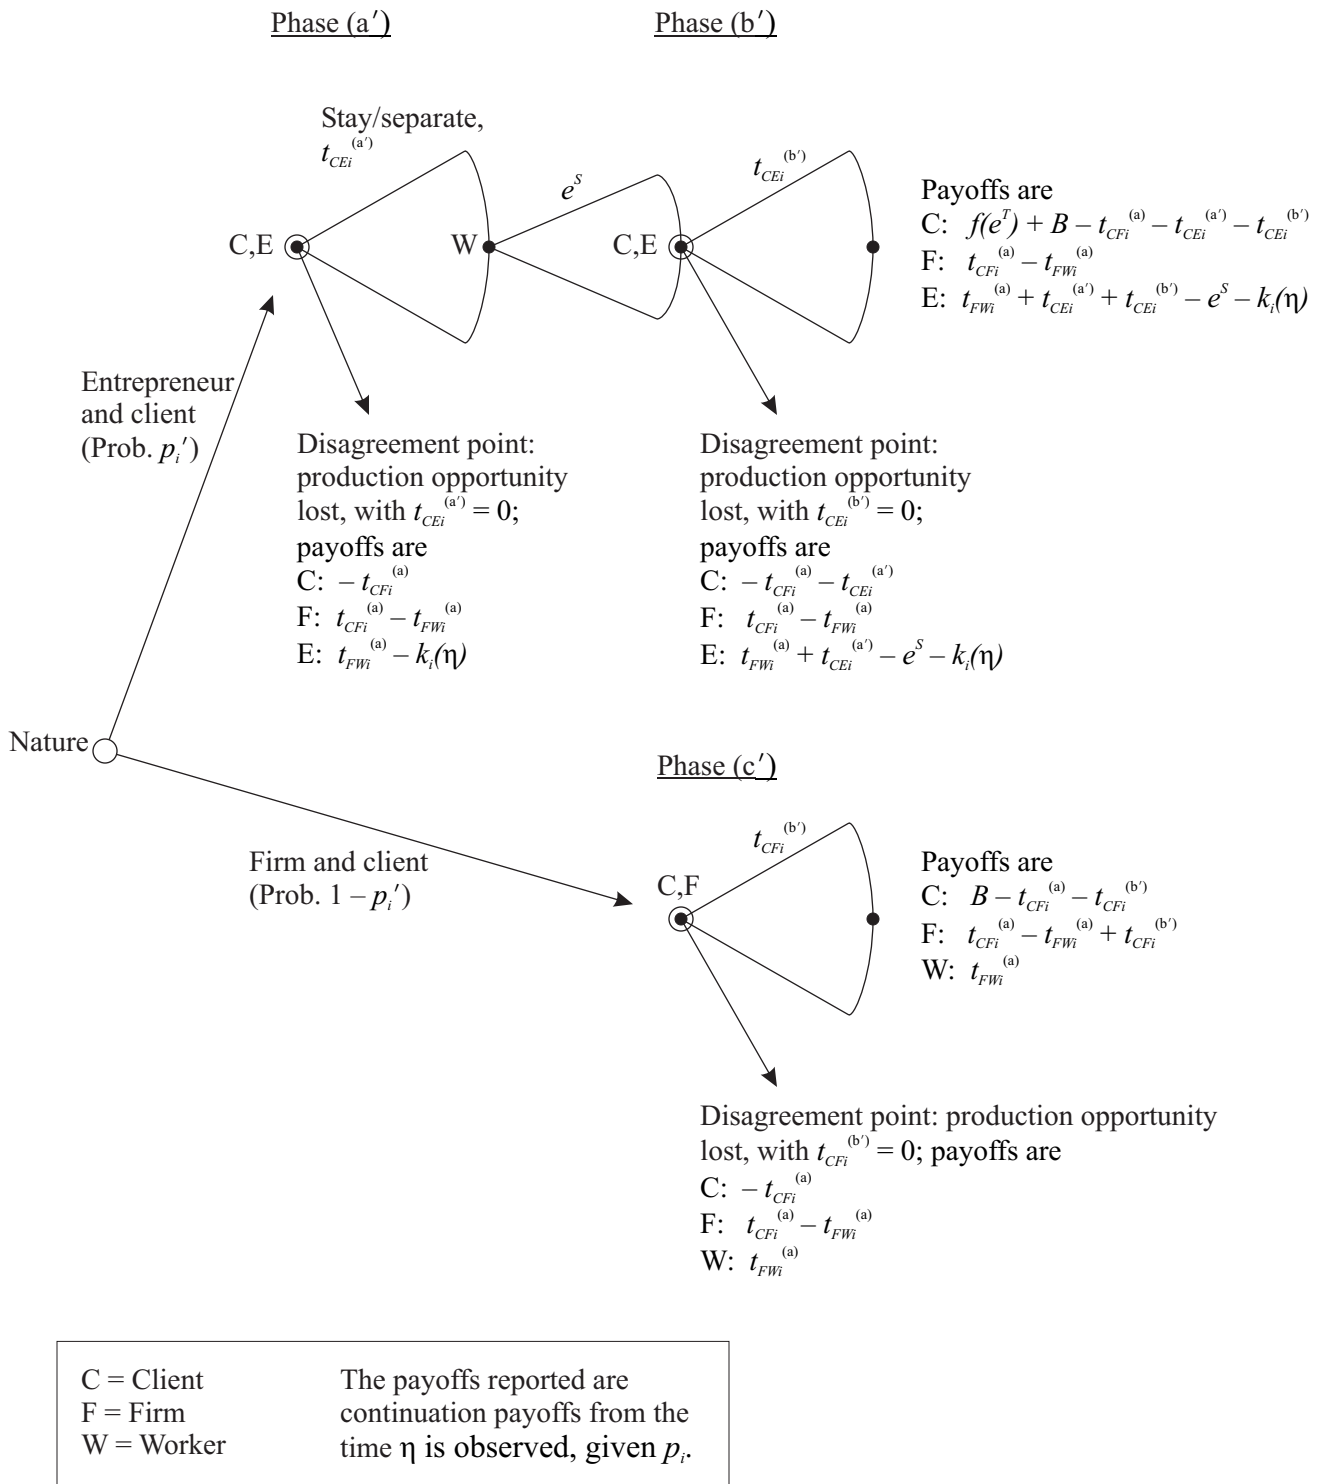 Phase (a′)
Phase (b′)
Stay/separate,
t_CEi^(a′)
e^S
t_CEi^(b′)
C,E
W
C,E
Payoffs are
C: f(e^T) + B – t_CFi^(a) – t_CEi^(a′) – t_CEi^(b′)
F: t_CFi^(a) – t_FWi^(a)
E: t_FWi^(a) + t_CEi^(a′) + t_CEi^(b′) – e^S – k_i(η)
Entrepreneur
and client
(Prob. p_i′)
Disagreement point:
production opportunity
lost, with t_CEi^(a′) = 0;
payoffs are
C: – t_CFi^(a)
F: t_CFi^(a) – t_FWi^(a)
E: t_FWi^(a) – k_i(η)
Disagreement point:
production opportunity
lost, with t_CEi^(b′) = 0;
payoffs are
C: – t_CFi^(a) – t_CEi^(a′)
F: t_CFi^(a) – t_FWi^(a)
E: t_FWi^(a) + t_CEi^(a′) – e^S – k_i(η)
Nature
Phase (c′)
Firm and client
(Prob. 1 – p_i′)
t_CFi^(b′)
C,F
Payoffs are
C: B – t_CFi^(a) – t_CFi^(b′)
F: t_CFi^(a) – t_FWi^(a) + t_CFi^(b′)
W: t_FWi^(a)
Disagreement point: production opportunity
lost, with t_CFi^(b′) = 0; payoffs are
C: – t_CFi^(a)
F: t_CFi^(a) – t_FWi^(a)
W: t_FWi^(a)
C = Client
F = Firm
W = Worker
The payoffs reported are
continuation payoffs from the
time η is observed, given p_i.